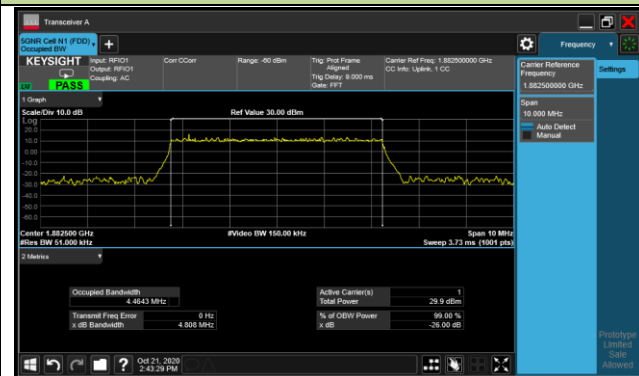 Transceiver A
5GNR Cell N1 (FDD)
Occupied BW
Frequency
KEYSIGHT
PASS
Input: RFIO1
Output: RFIO1
Coupling: AC
Corr CCorr
Range: -60 dBm
Trig: Prot Frame
Aligned
Trig Delay: 8.000 ms
Gate: FFT
Carrier Ref Freq: 1.882500000 GHz
CC Info: Uplink, 1 CC
Carrier Reference
Frequency
1.882500000 GHz
Settings
Span
10.000 MHz
Auto Detect
Manual
1 Graph
Scale/Div 10.0 dB
Ref Value 30.00 dBm
Log
20.0
10.0
0.00
-10.0
-20.0
-30.0
-40.0
-50.0
-60.0
Center 1.882500 GHz
#Video BW 150.00 kHz
Span 10 MHz
#Res BW 51.000 kHz
Sweep 3.73 ms (1001 pts)
2 Metrics
Occupied Bandwidth
4.4643 MHz
Active Carrier(s) 1
Total Power 29.9 dBm
Transmit Freq Error 0 Hz
x dB Bandwidth 4.808 MHz
% of OBW Power 99.00 %
x dB -26.00 dB
Prototype
Limited
Sale
Allowed
Oct 21, 2020
2:43:29 PM